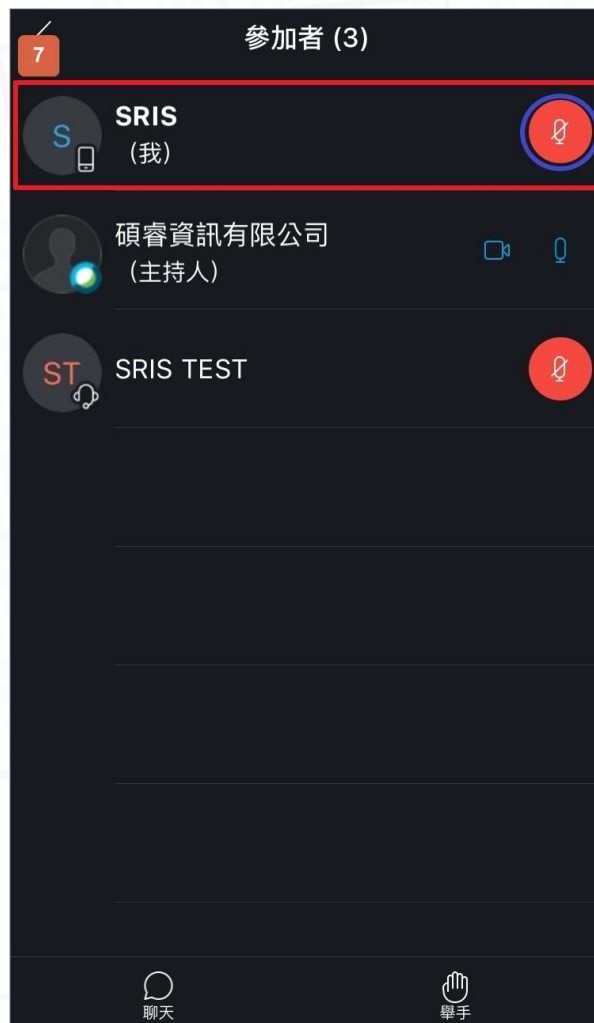 參加者 (3)
7
S
SRIS
（我）
碩睿資訊有限公司
（主持人）
ST
SRIS TEST
聊天
舉手